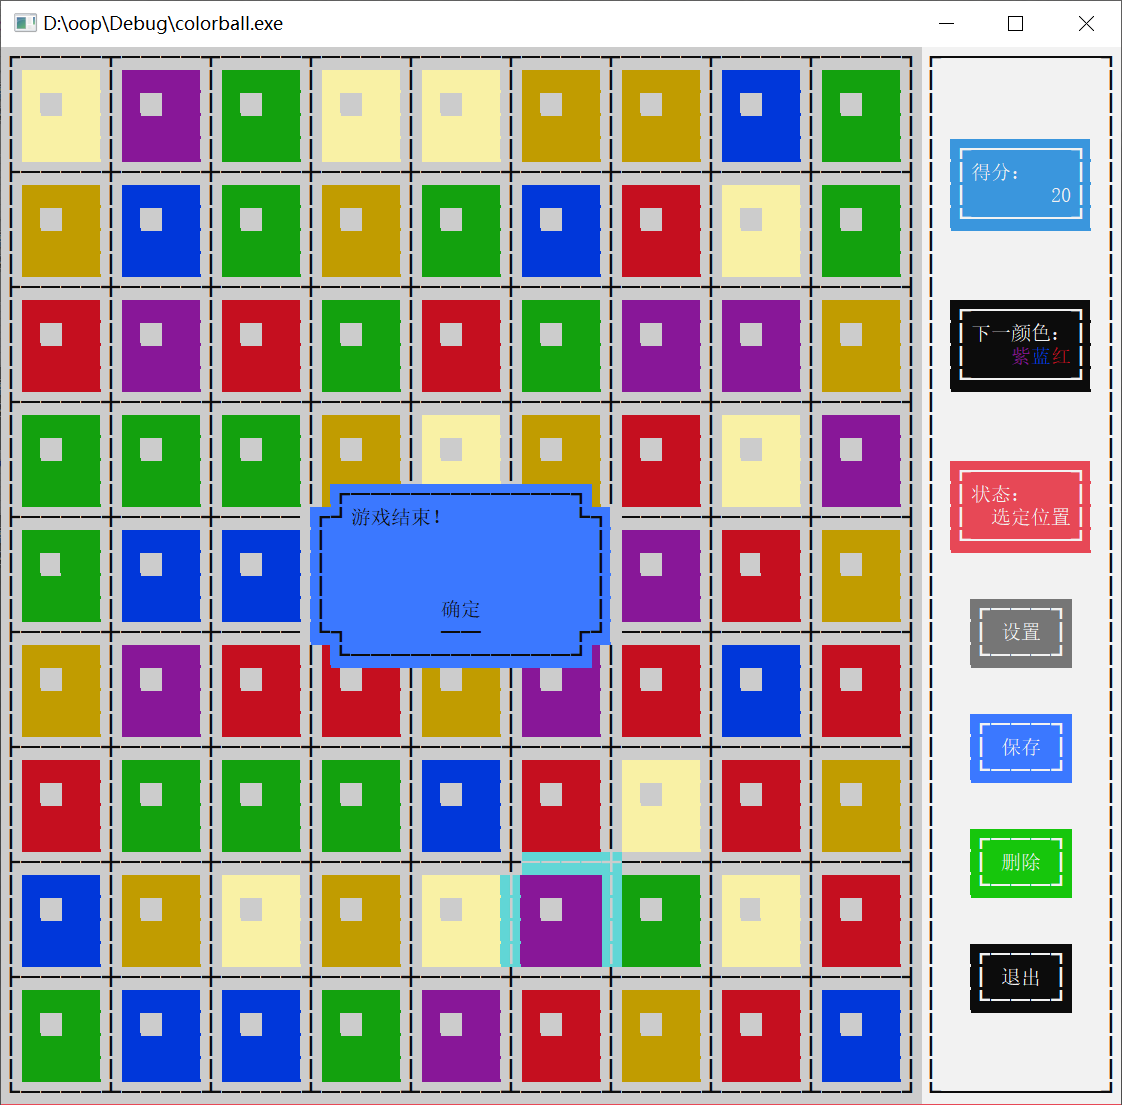 D:\oop\Debug\colorball.exe
得分：
20
下一颜色：
紫蓝红
状态：
选定位置
游戏结束！
确定
设置
保存
删除
退出